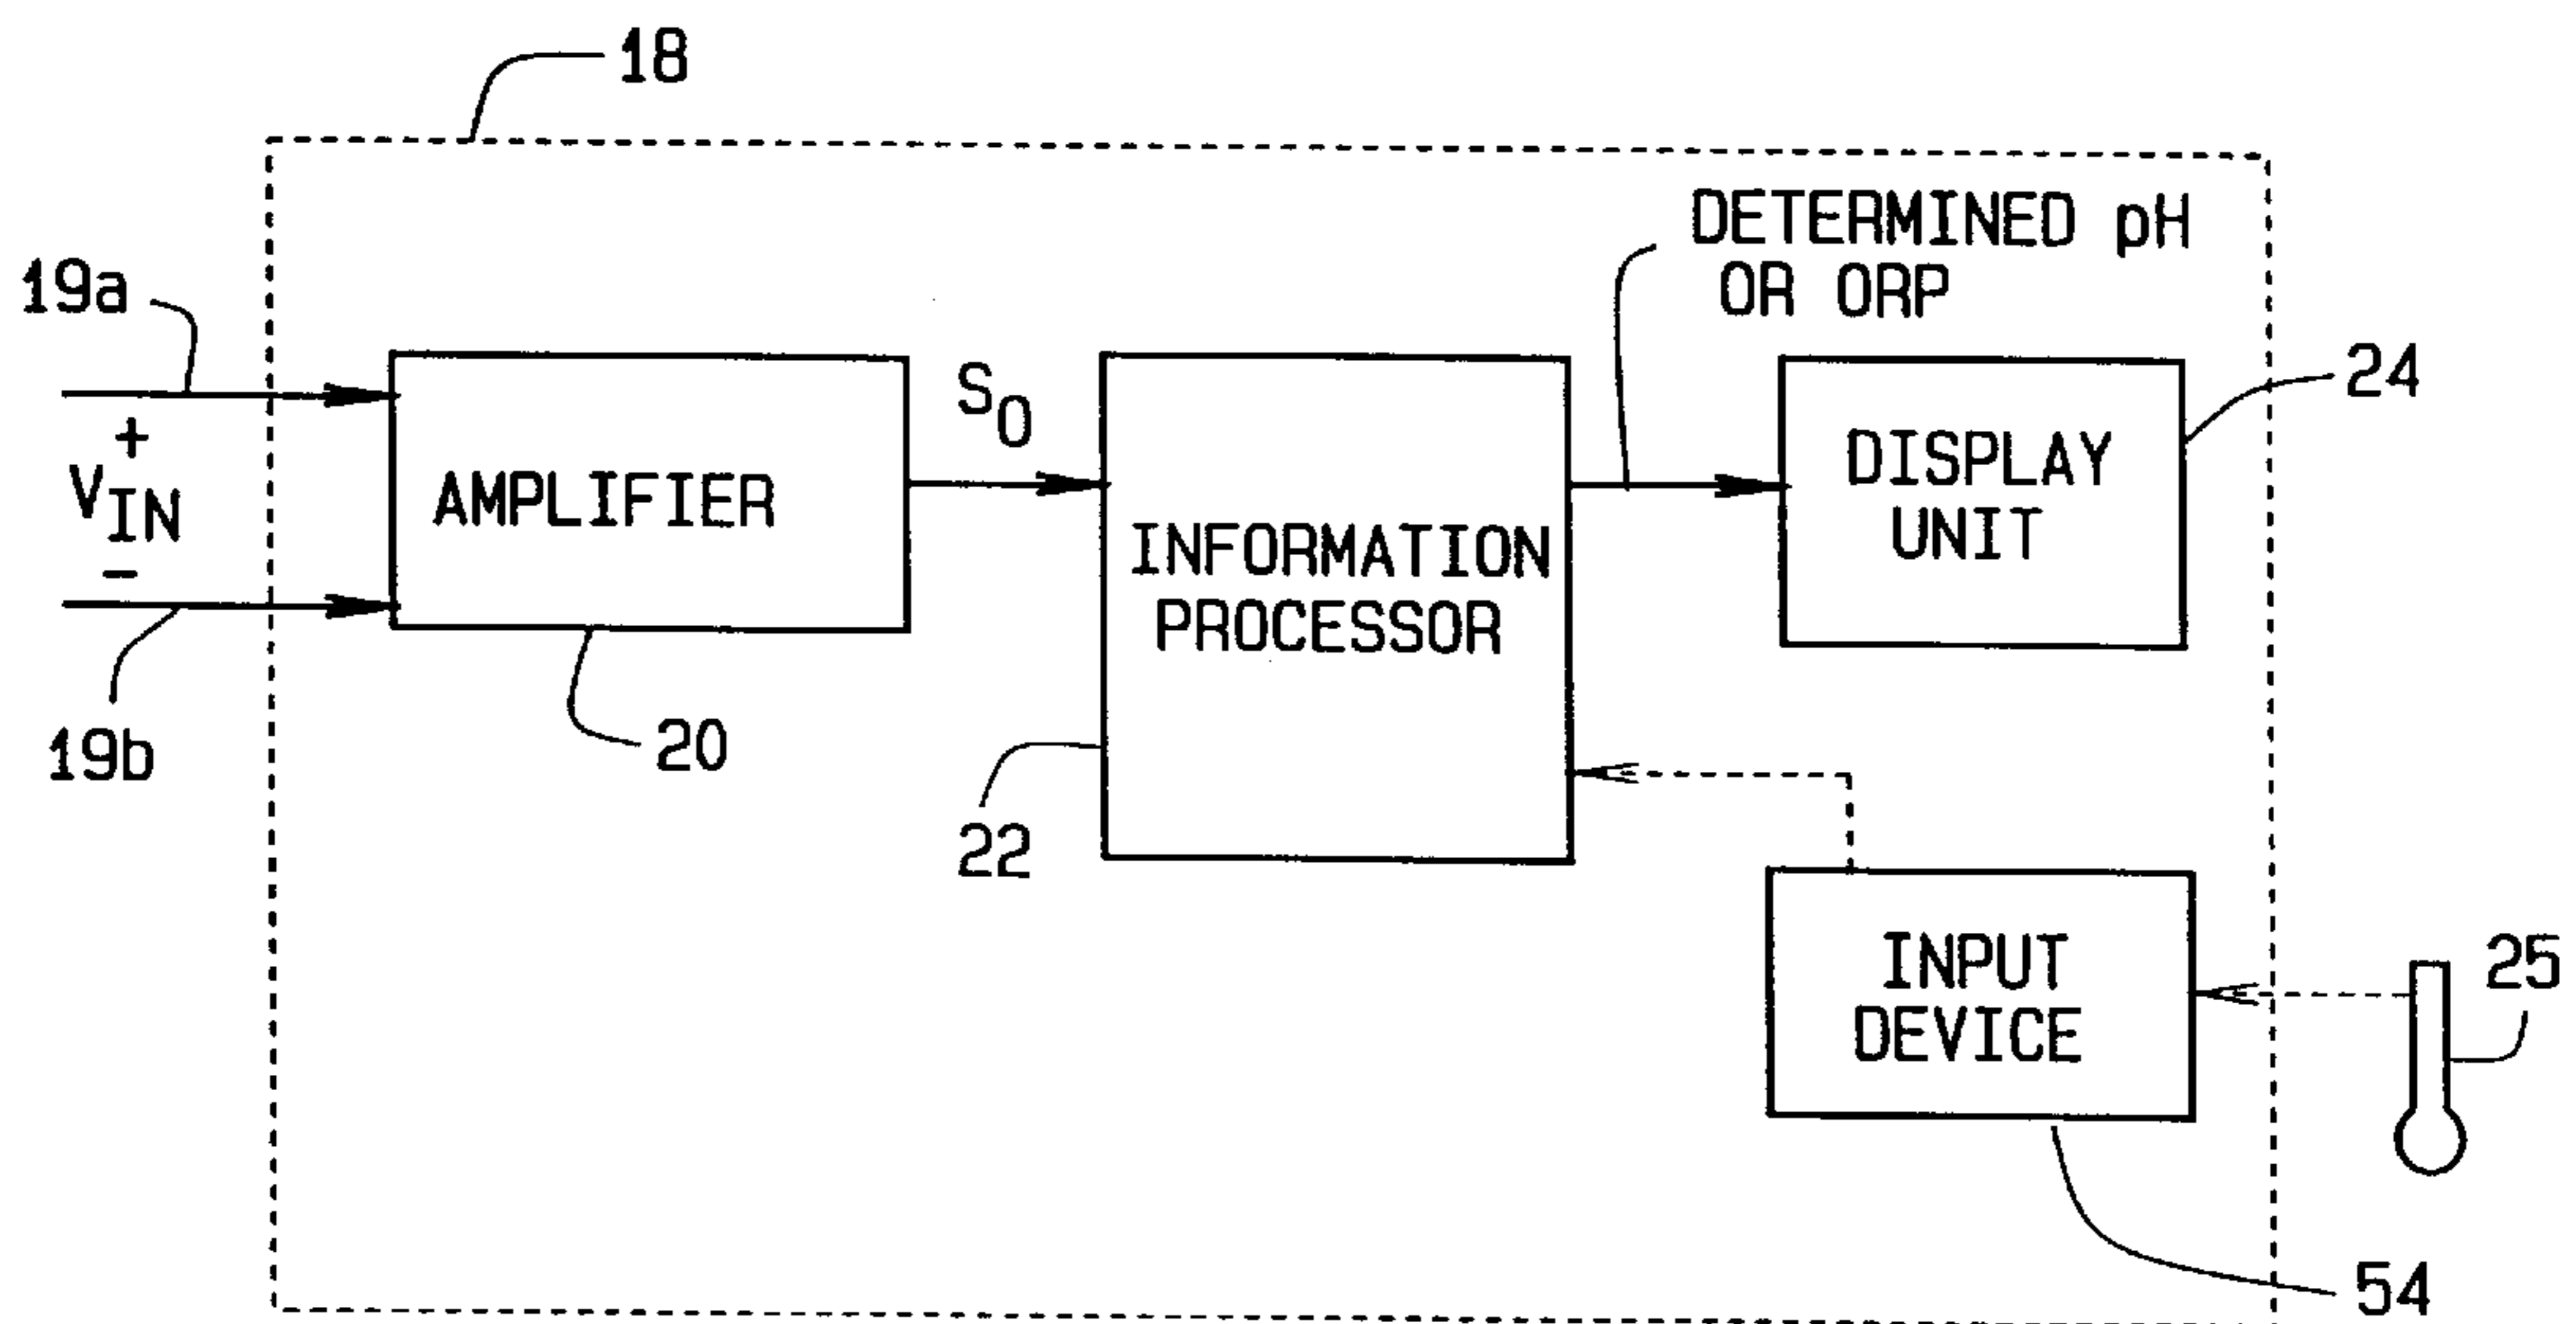 18
DETERMINED pH
OR ORP
19a
24
S0
+
VIN
-
AMPLIFIER
DISPLAY
UNIT
INFORMATION
PROCESSOR
19b
20
22
INPUT
DEVICE
25
54